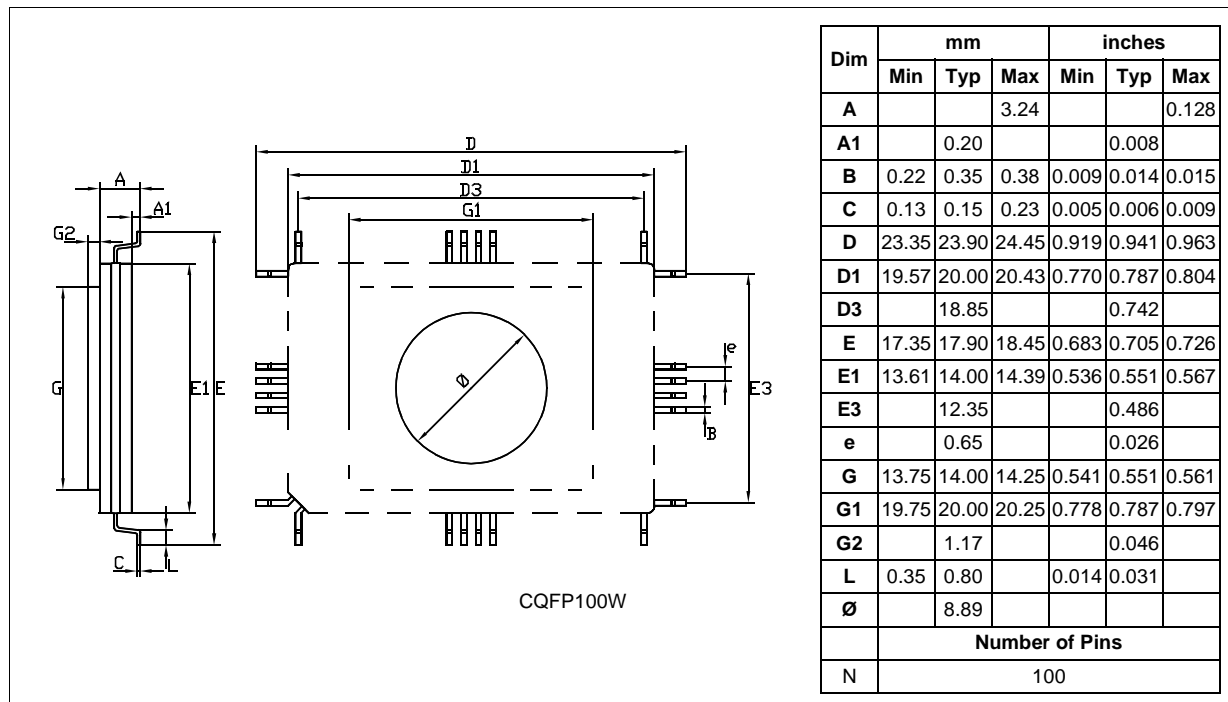 D
D1
D3
G1
A
A1
G2
G
E1 E
C
L
Ø
e
E3
B
CQFP100W
Dim mm inches
Min Typ Max Min Typ Max
A 3.24 0.128
A1 0.20 0.008
B 0.22 0.35 0.38 0.009 0.014 0.015
C 0.13 0.15 0.23 0.005 0.006 0.009
D 23.35 23.90 24.45 0.919 0.941 0.963
D1 19.57 20.00 20.43 0.770 0.787 0.804
D3 18.85 0.742
E 17.35 17.90 18.45 0.683 0.705 0.726
E1 13.61 14.00 14.39 0.536 0.551 0.567
E3 12.35 0.486
e 0.65 0.026
G 13.75 14.00 14.25 0.541 0.551 0.561
G1 19.75 20.00 20.25 0.778 0.787 0.797
G2 1.17 0.046
L 0.35 0.80 0.014 0.031
Ø 8.89
Number of Pins
N 100